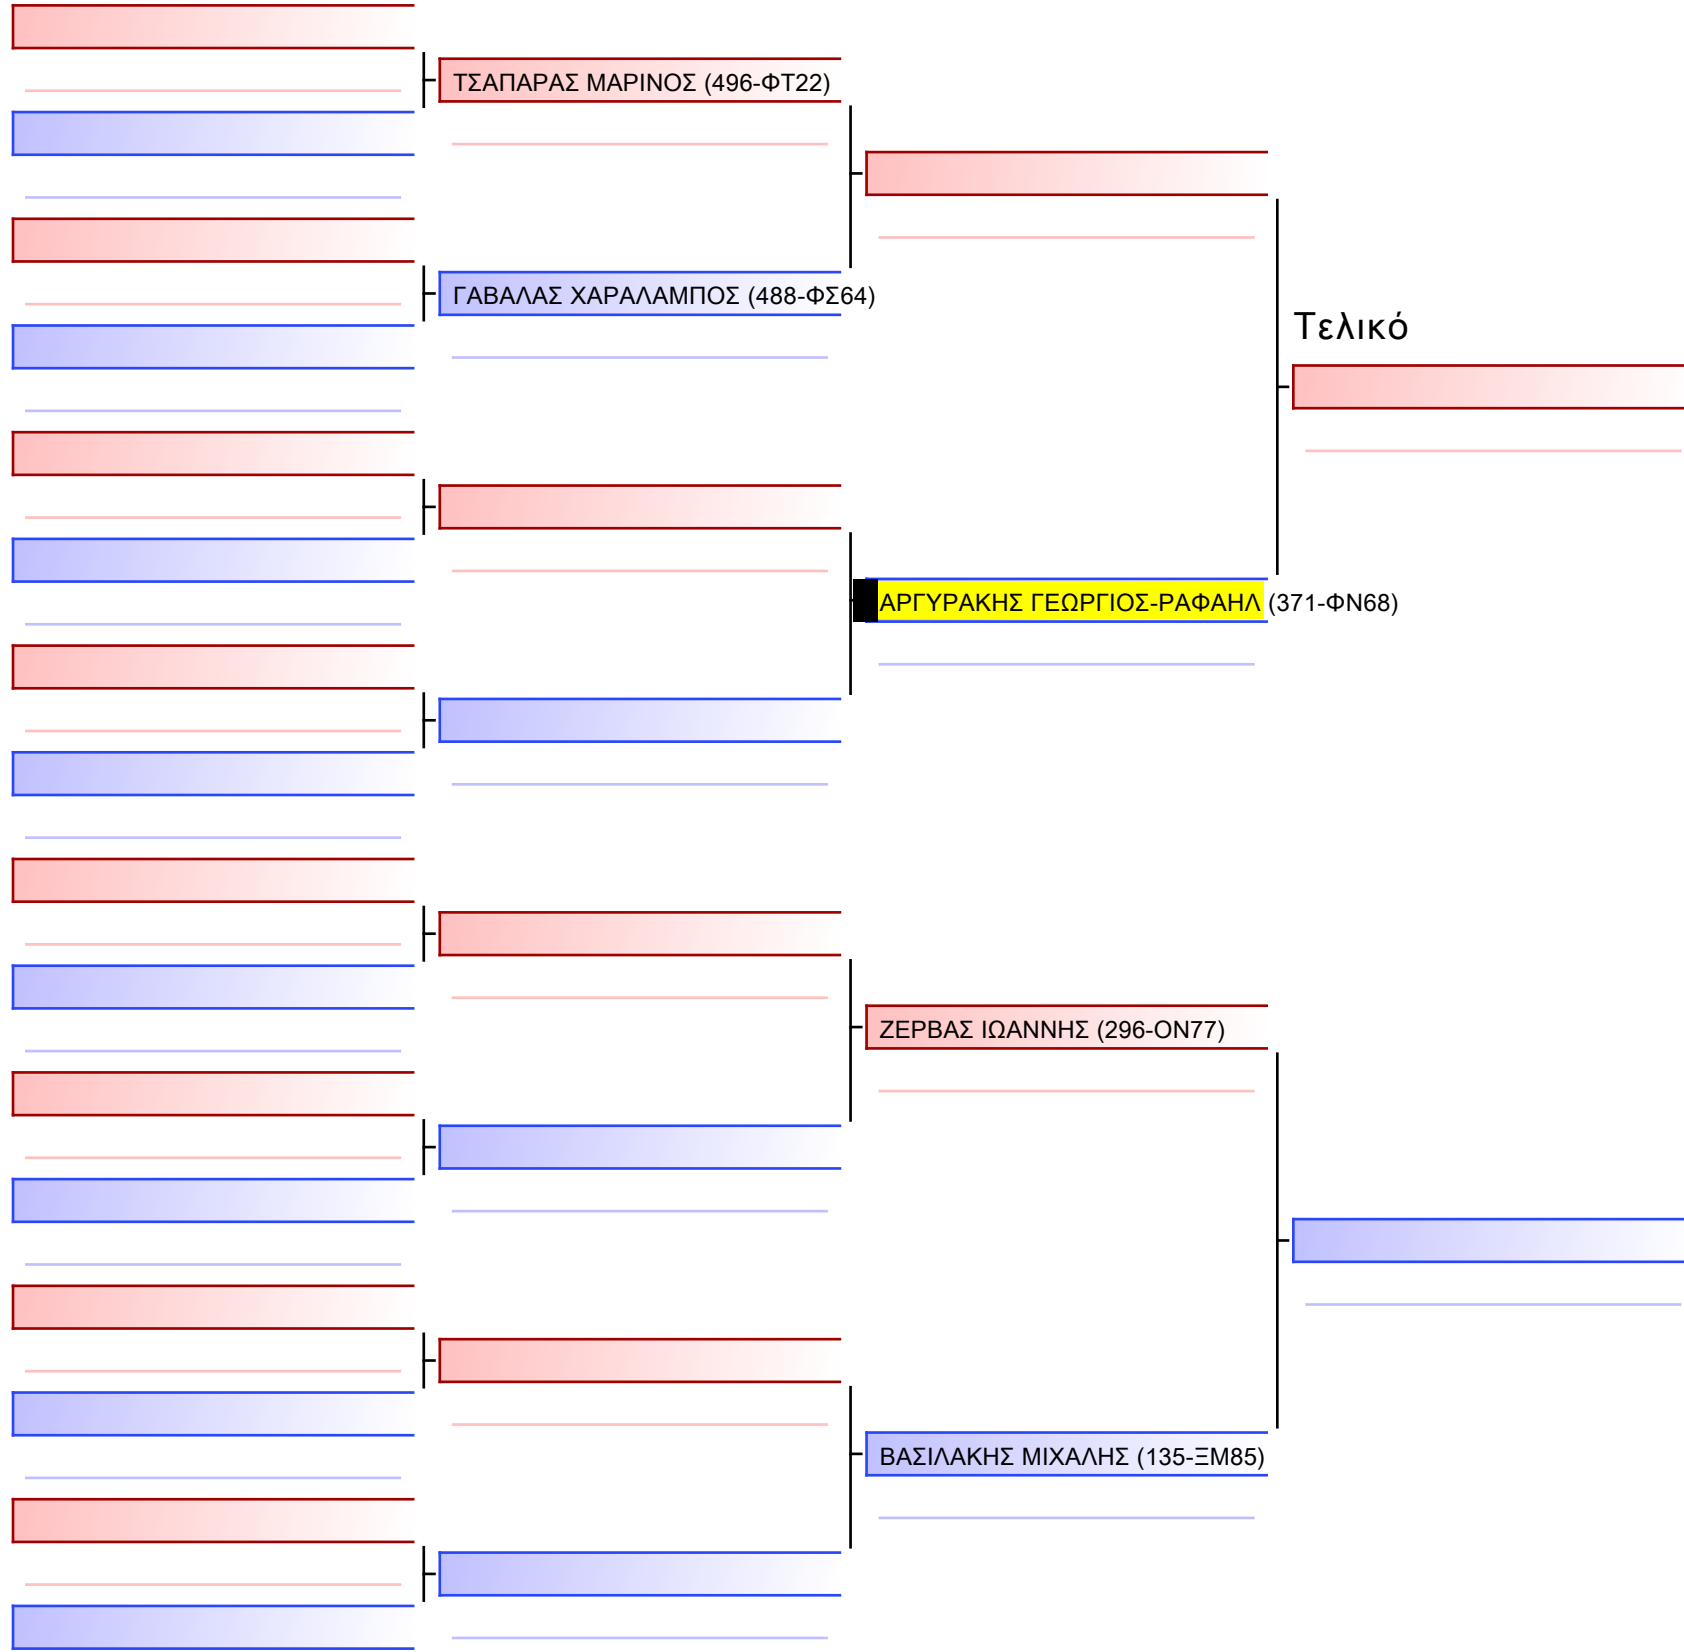 ΤΣΑΠΑΡΑΣ ΜΑΡΙΝΟΣ (496-ΦΤ22)
ΓΑΒΑΛΑΣ ΧΑΡΑΛΑΜΠΟΣ (488-ΦΣ64)
Τελικό
ΑΡΓΥΡΑΚΗΣ ΓΕΩΡΓΙΟΣ-ΡΑΦΑΗΛ (371-ΦΝ68)
ΖΕΡΒΑΣ ΙΩΑΝΝΗΣ (296-ΟΝ77)
ΒΑΣΙΛΑΚΗΣ ΜΙΧΑΛΗΣ (135-ΞΜ85)